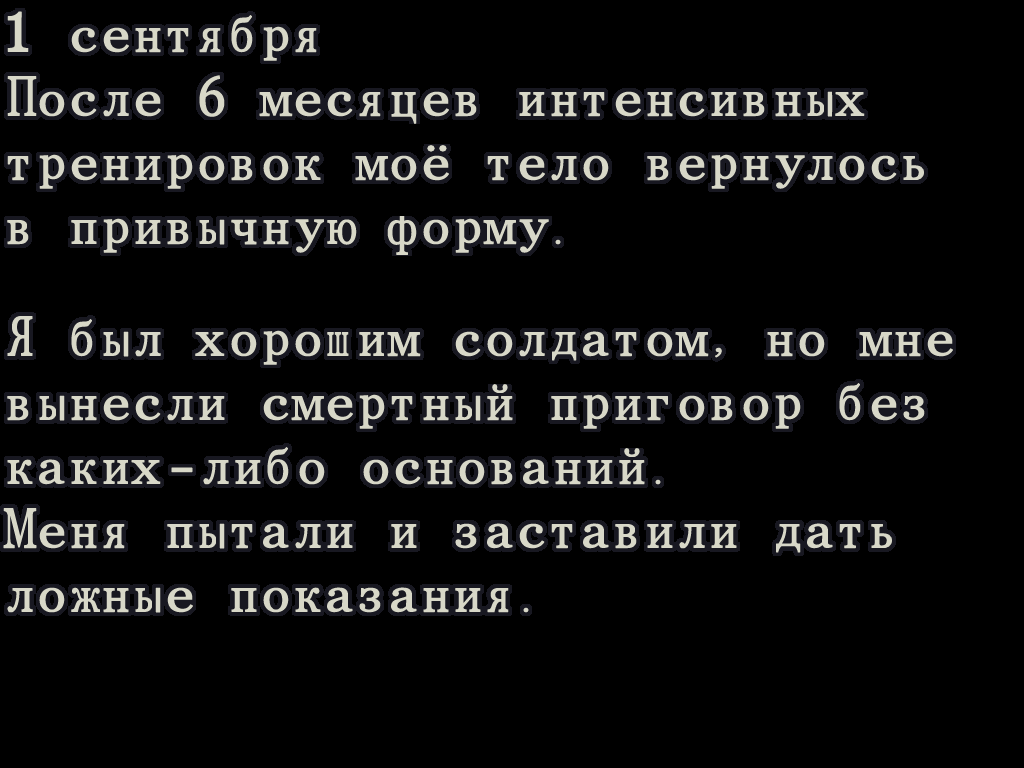 1 сентября
После 6 месяцев интенсивных
тренировок моё тело вернулось
в привычную форму.
Я был хорошим солдатом, но мне
вынесли смертный приговор без
каких-либо оснований.
Меня пытали и заставили дать
ложные показания.